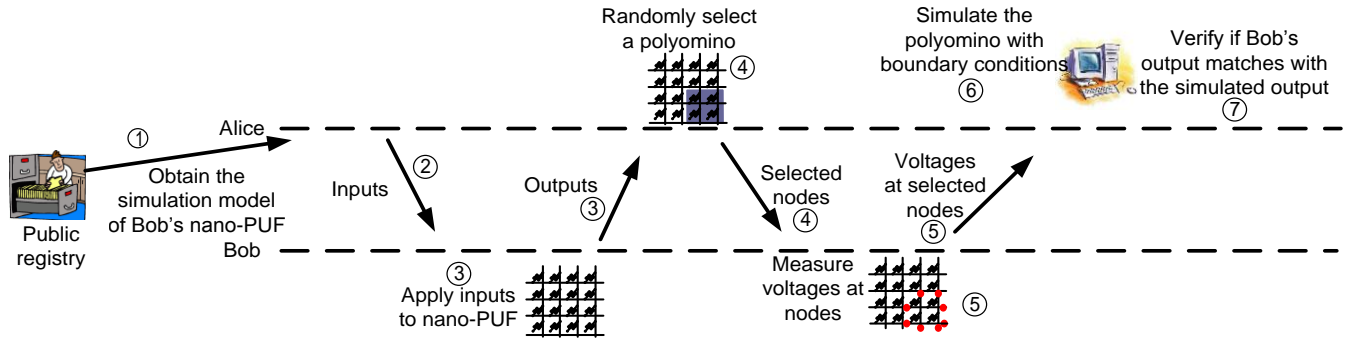 Randomly select
a polyomino
④
Simulate the
polyomino with
boundary conditions
⑥
Verify if Bob's
output matches with
the simulated output
⑦
①
Alice
Obtain the
simulation model
of Bob's nano-PUF
Public
registry
Bob
②
Inputs
Outputs
③
Selected
nodes
④
Voltages
at selected
nodes
⑤
③
Apply inputs
to nano-PUF
Measure
voltages at
nodes
⑤